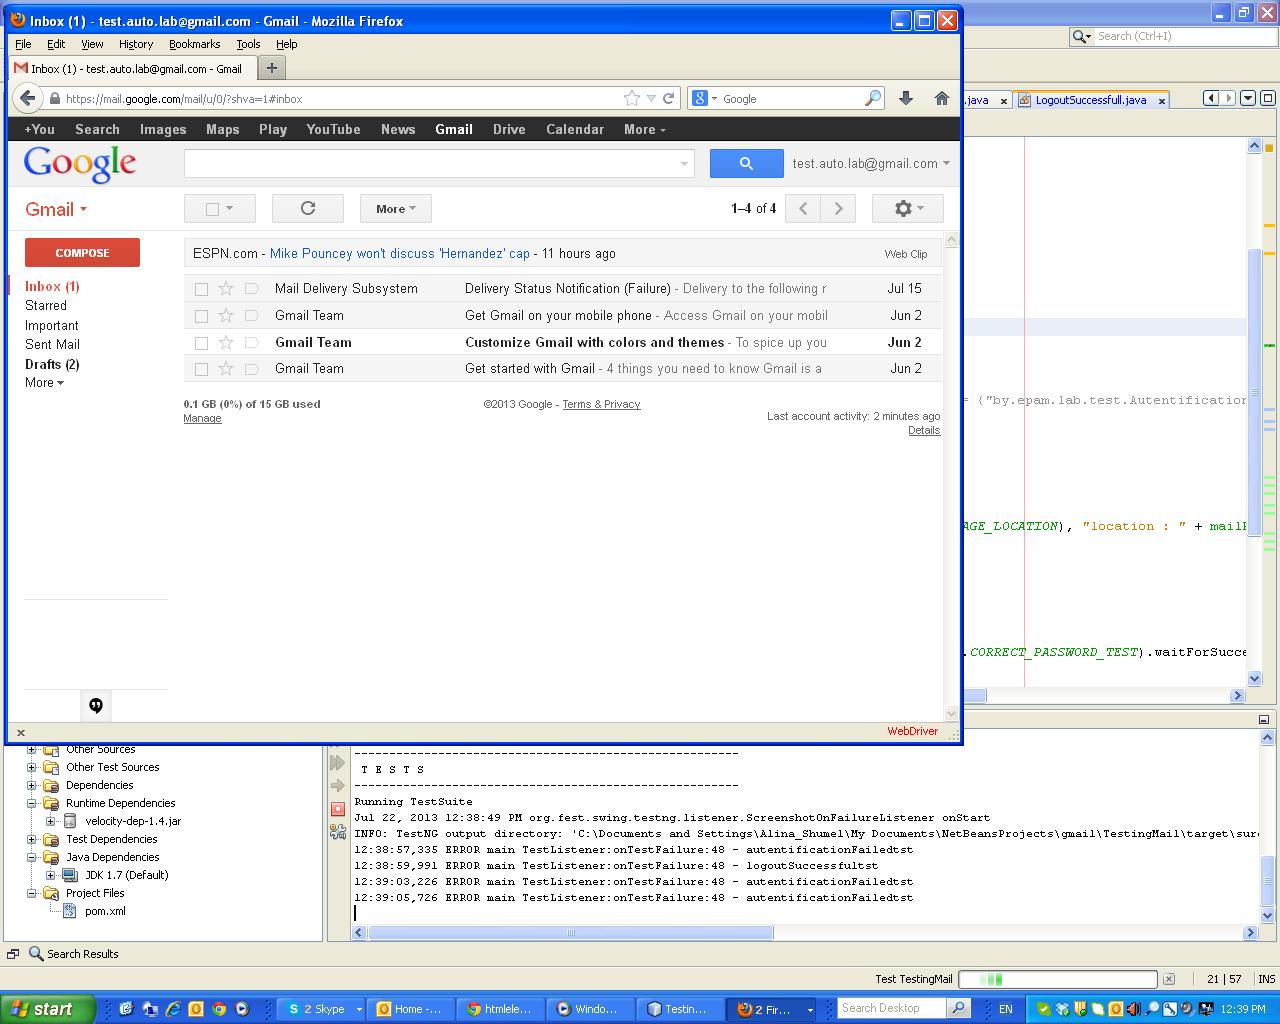 Inbox (1) - test.auto.lab@gmail.com - Gmail - Mozilla Firefox
File Edit View History Bookmarks Tools Help
Search (Ctrl+I)
Inbox (1) - test.auto.lab@gmail.com - Gmail
https://mail.google.com/mail/u/0/?shva=1#inbox
Google
.java
LogoutSuccessfull.java
+You Search Images Maps Play YouTube News Gmail Drive Calendar More
Google
test.auto.lab@gmail.com
Gmail
More
1–4 of 4
COMPOSE
ESPN.com - Mike Pouncey won't discuss 'Hernandez' cap - 11 hours ago
Web Clip
Inbox (1)
Starred
Important
Sent Mail
Drafts (2)
More
Mail Delivery Subsystem Delivery Status Notification (Failure) - Delivery to the following r Jul 15
Gmail Team Get Gmail on your mobile phone - Access Gmail on your mobil Jun 2
Gmail Team Customize Gmail with colors and themes - To spice up you Jun 2
Gmail Team Get started with Gmail - 4 things you need to know Gmail is a Jun 2
0.1 GB (0%) of 15 GB used
Manage
©2013 Google - Terms & Privacy
Last account activity: 2 minutes ago
Details
= {"by.epam.lab.test.Autentification
AGE_LOCATION), "location : " + mailP
.CORRECT_PASSWORD_TEST).waitForSucce
WebDriver
Other Sources
Other Test Sources
Dependencies
Runtime Dependencies
velocity-dep-1.4.jar
Test Dependencies
Java Dependencies
JDK 1.7 (Default)
Project Files
pom.xml
-------------------------------------------------------
T E S T S
-------------------------------------------------------
Running TestSuite
Jul 22, 2013 12:38:49 PM org.fest.swing.testng.listener.ScreenshotOnFailureListener onStart
INFO: TestNG output directory: 'C:\Documents and Settings\Alina_Shumel\My Documents\NetBeansProjects\gmail\TestingMail\target\sure
12:38:57,335 ERROR main TestListener:onTestFailure:48 - autentificationFailedtst
12:38:59,991 ERROR main TestListener:onTestFailure:48 - logoutSuccessfultst
12:39:03,226 ERROR main TestListener:onTestFailure:48 - autentificationFailedtst
12:39:05,726 ERROR main TestListener:onTestFailure:48 - autentificationFailedtst
Search Results
Test TestingMail
21 | 57 INS
start
2 Skype
Home -...
htmlele...
Windo...
Testin...
2 Fir...
Search Desktop
EN
12:39 PM